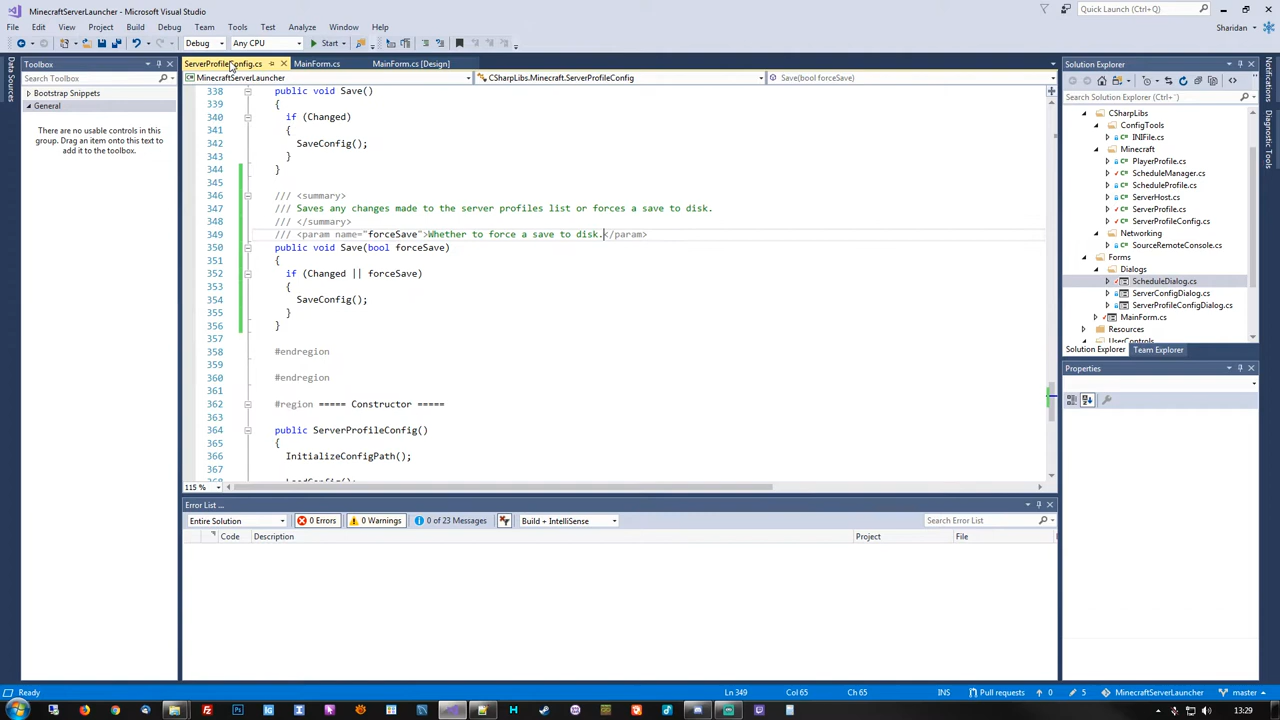 MinecraftServerLauncher - Microsoft Visual Studio
Quick Launch (Ctrl+Q)
File Edit View Project Build Debug Team Tools Test Analyze Window Help
Sharidan
Debug Any CPU Start
Toolbox
Search Toolbox
Bootstrap Snippets
General
There are no usable controls in this
group. Drag an item onto this text to
add it to the toolbox.
Data Sources
ServerProfileConfig.cs MainForm.cs MainForm.cs [Design]
MinecraftServerLauncher CSharpLibs.Minecraft.ServerProfileConfig Save(bool forceSave)
338 public void Save()
339 {
340 if (Changed)
341 {
342 SaveConfig();
343 }
344 }
345
346 /// <summary>
347 /// Saves any changes made to the server profiles list or forces a save to disk.
348 /// </summary>
349 /// <param name="forceSave">Whether to force a save to disk.</param>
350 public void Save(bool forceSave)
351 {
352 if (Changed || forceSave)
353 {
354 SaveConfig();
355 }
356 }
357
358 #endregion
359
360 #endregion
361
362 #region ===== Constructor =====
363
364 public ServerProfileConfig()
365 {
366 InitializeConfigPath();
367
368 LoadConfig();
115 %
Error List ...
Entire Solution 0 Errors 0 Warnings 0 of 23 Messages Build + IntelliSense Search Error List
Code Description Project File
Solution Explorer
Search Solution Explorer (Ctrl+¨)
CSharpLibs
ConfigTools
INIFile.cs
Minecraft
PlayerProfile.cs
ScheduleManager.cs
ScheduleProfile.cs
ServerHost.cs
ServerProfileConfig.cs
Networking
SourceRemoteConsole.cs
Forms
Dialogs
ScheduleDialog.cs
ServerConfigDialog.cs
ServerProfileConfigDialog.cs
MainForm.cs
Resources
UserControls
Solution Explorer Team Explorer
Properties
Notifications
Diagnostic Tools
Ready Ln 349 Col 65 Ch 65 INS Pull requests 0 5 MinecraftServerLauncher master
13:29